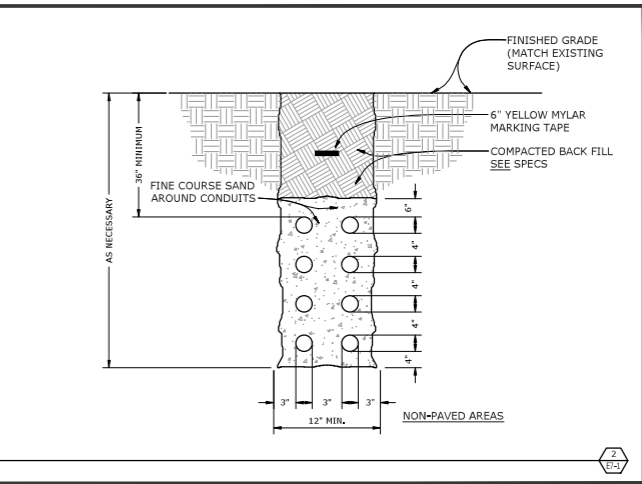 FINISHED GRADE
(MATCH EXISTING
SURFACE)
6" YELLOW MYLAR
MARKING TAPE
COMPACTED BACK FILL
SEE SPECS
36" MINIMUM
FINE COURSE SAND
AROUND CONDUITS
AS NECESSARY
6"
4"
4"
4"
4"
3"
3"
3"
12" MIN.
NON-PAVED AREAS
2
E7-1